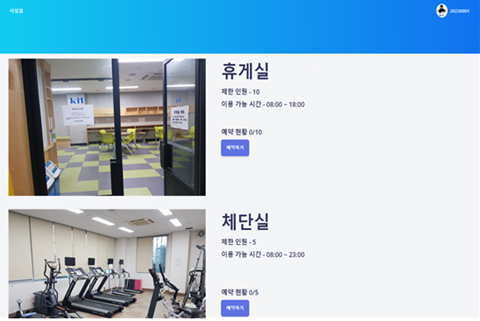 시설물
JISC0001
휴게실
제한 인원 - 10
이용 가능 시간 - 08:00 ~ 18:00
예약 현황 0/10
예약하기
kit
체단실
제한 인원 - 5
이용 가능 시간 - 08:00 ~ 23:00
예약 현황 0/5
예약하기